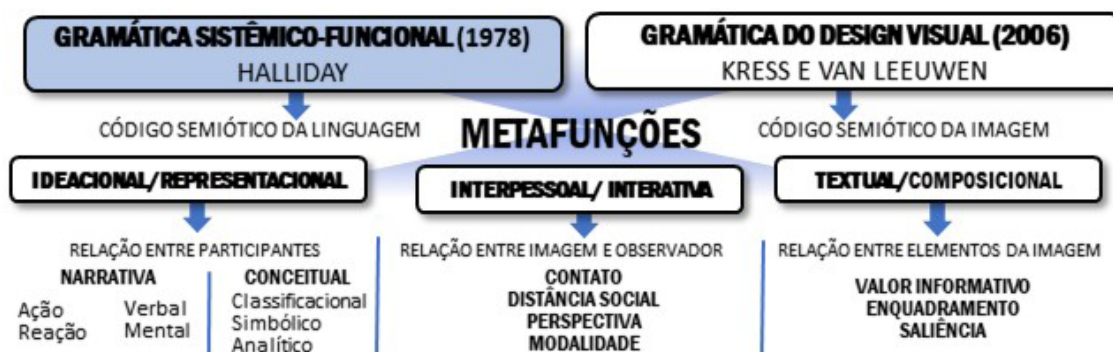 GRAMÁTICA SISTÊMICO-FUNCIONAL (1978)
HALLIDAY
GRAMÁTICA DO DESIGN VISUAL (2006)
KRESS E VAN LEEUWEN
CÓDIGO SEMIÓTICO DA LINGUAGEM
METAFUNÇÕES
CÓDIGO SEMIÓTICO DA IMAGEM
IDEACIONAL/REPRESENTACIONAL
INTERPESSOAL/ INTERATIVA
TEXTUAL/COMPOSICIONAL
RELAÇÃO ENTRE PARTICIPANTES
NARRATIVA
Ação Verbal
Reação Mental
CONCEITUAL
Classificacional
Simbólico
Analítico
RELAÇÃO ENTRE IMAGEM E OBSERVADOR
CONTATO
DISTÂNCIA SOCIAL
PERSPECTIVA
MODALIDADE
RELAÇÃO ENTRE ELEMENTOS DA IMAGEM
VALOR INFORMATIVO
ENQUADRAMENTO
SALIÊNCIA